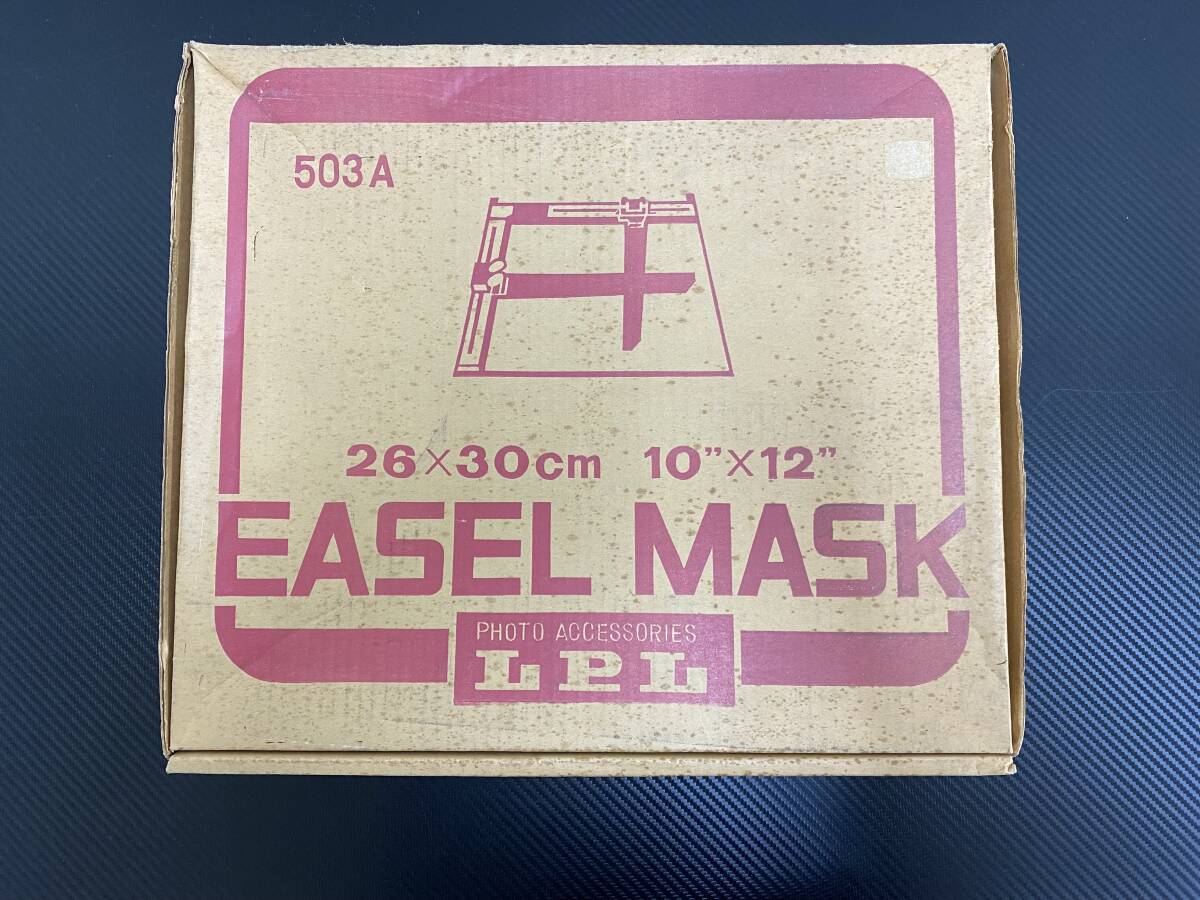 503A
26×30cm 10”×12”
EASEL MASK
PHOTO ACCESSORIES
LPL